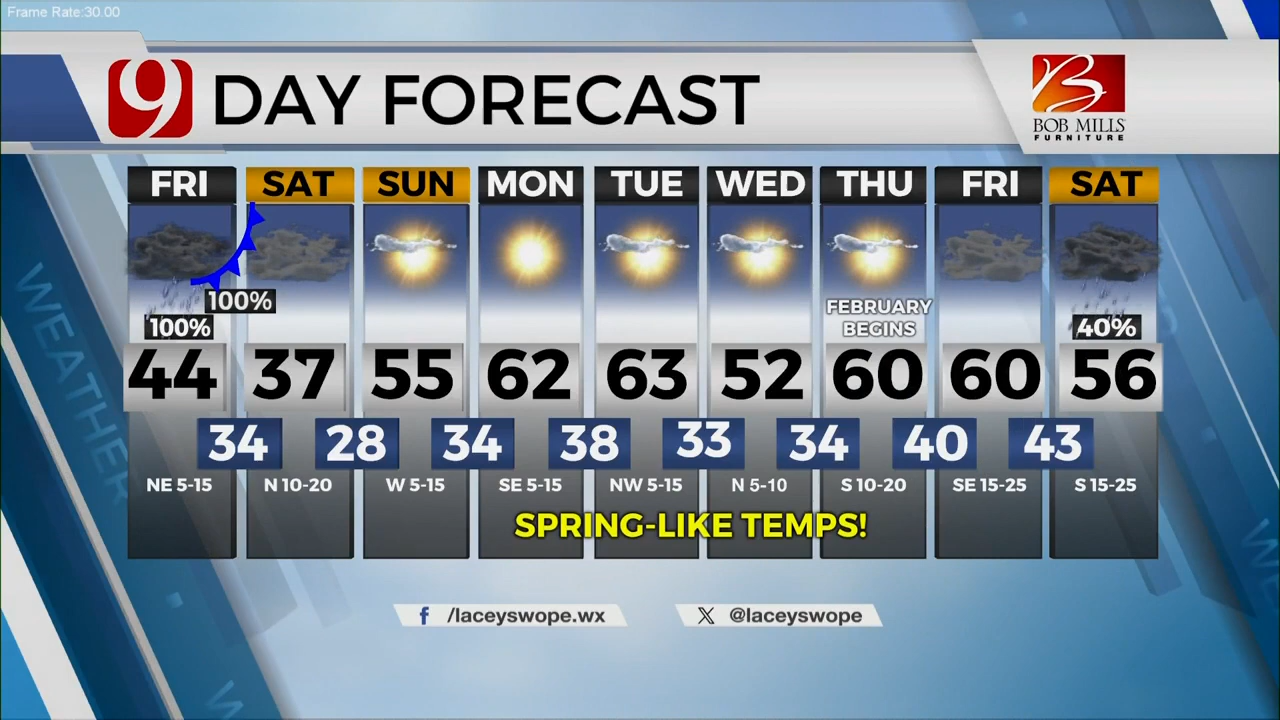 Frame Rate:30.00
9 DAY FORECAST
B
BOB MILLS
FURNITURE
FRI SAT SUN MON TUE WED THU FRI SAT
100%
FEBRUARY
BEGINS
100% 40%
44 37 55 62 63 52 60 60 56
34 28 34 38 33 34 40 43
NE 5-15 N 10-20 W 5-15 SE 5-15 NW 5-15 N 5-10 S 10-20 SE 15-25 S 15-25
SPRING-LIKE TEMPS!
f /laceyswope.wx X @laceyswope
WEATHER